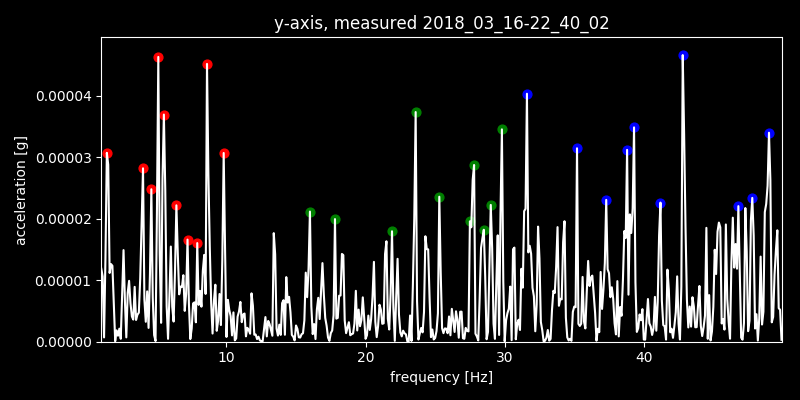 y-axis, measured 2018_03_16-22_40_02
acceleration [g]
0.00004
0.00003
0.00002
0.00001
0.00000
10 20 30 40
frequency [Hz]